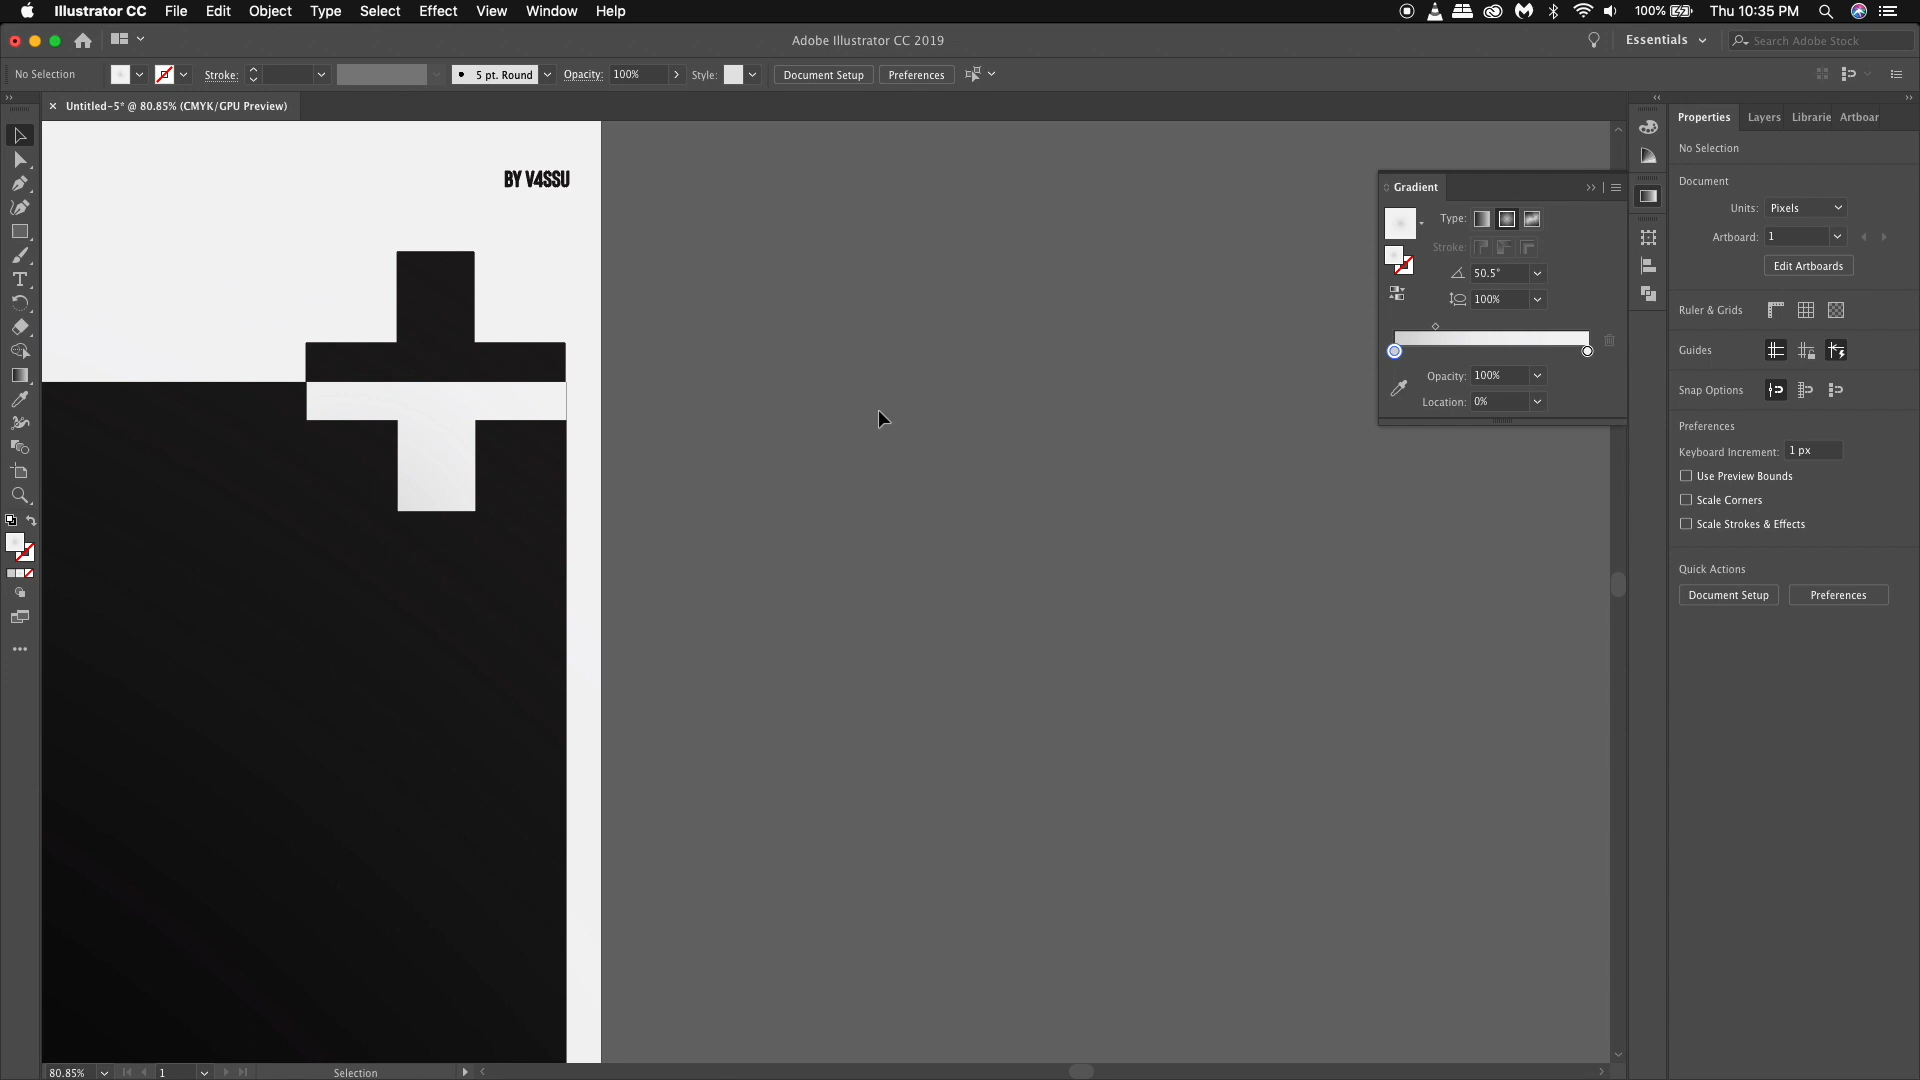 Illustrator CC File Edit Object Type Select Effect View Window Help 100% Thu 10:35 PM
Adobe Illustrator CC 2019 Essentials Search Adobe Stock
No Selection Stroke: 5 pt. Round Opacity: 100% Style: Document Setup Preferences
× Untitled-5* @ 80.85% (CMYK/GPU Preview)
Properties Layers Librarie Artboar
BY V4SSU
Gradient
Type:
Stroke:
50.5°
100%
Opacity: 100%
Location: 0%
No Selection
Document
Units: Pixels
Artboard: 1
Edit Artboards
Ruler & Grids
Guides
Snap Options
Preferences
Keyboard Increment: 1 px
Use Preview Bounds
Scale Corners
Scale Strokes & Effects
Quick Actions
Document Setup Preferences
80.85% 1 Selection